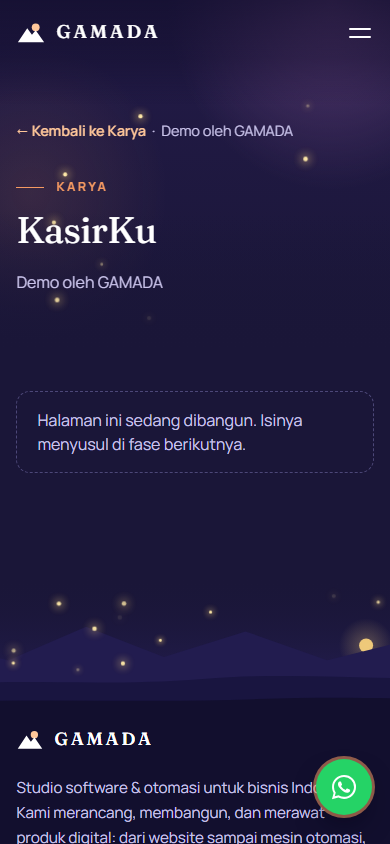 GAMADA
← Kembali ke Karya · Demo oleh GAMADA
KARYA
KasirKu
Demo oleh GAMADA
Halaman ini sedang dibangun. Isinya
menyusul di fase berikutnya.
GAMADA
Studio software & otomasi untuk bisnis
Kami merancang, membangun, dan merawat
produk digital: dari website sampai mesin otomasi,